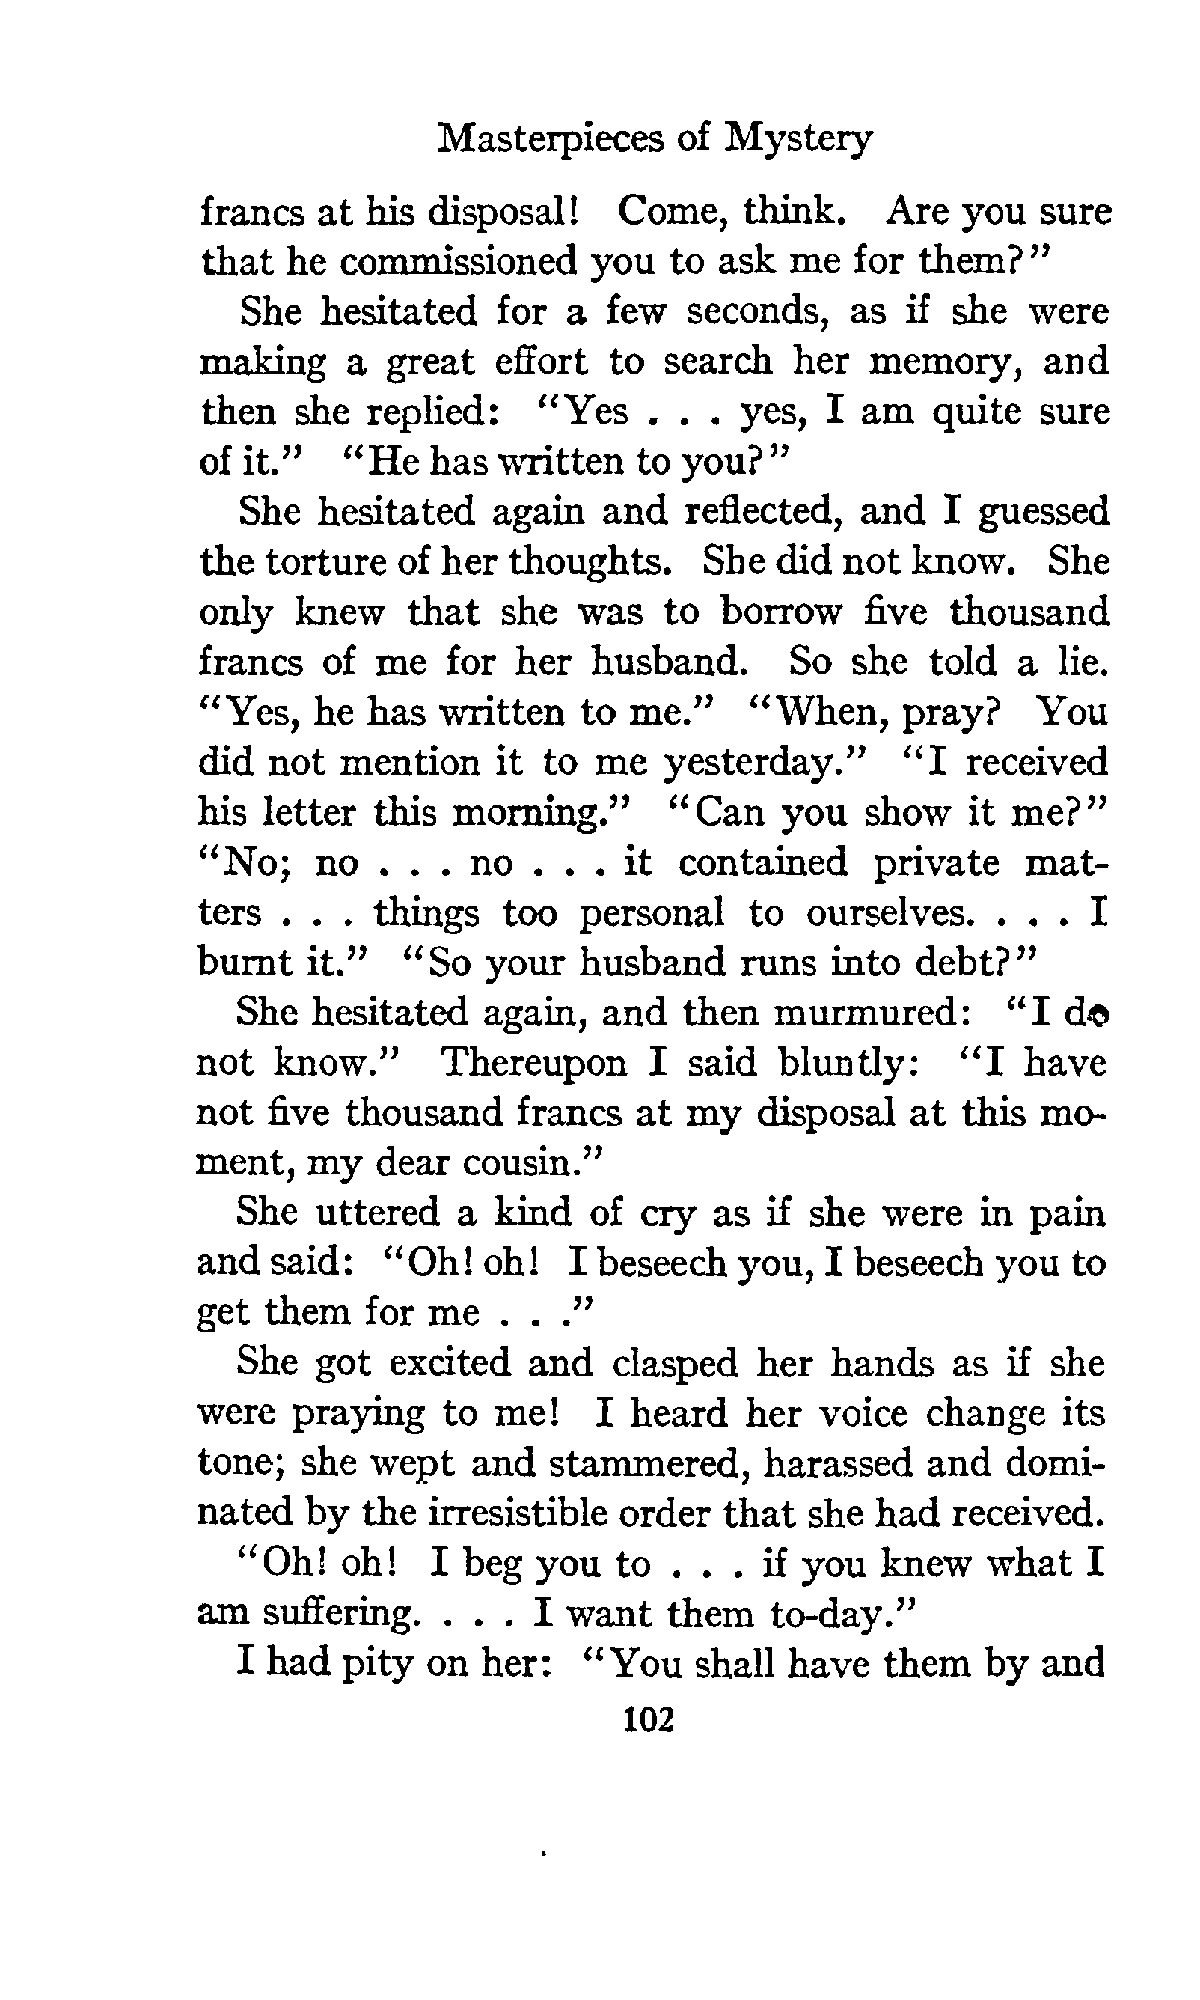 Masterpieces of Mystery
francs at his disposal! Come, think. Are you sure
that he commissioned you to ask me for them?"
She hesitated for a few seconds, as if she were
making a great effort to search her memory, and
then she replied: "Yes . . . yes, I am quite sure
of it." "He has written to you?"
She hesitated again and reflected, and I guessed
the torture of her thoughts. She did not know. She
only knew that she was to borrow five thousand
francs of me for her husband. So she told a lie.
"Yes, he has written to me." "When, pray? You
did not mention it to me yesterday." "I received
his letter this morning." "Can you show it me?"
"No; no . . . no . . . it contained private mat-
ters . . . things too personal to ourselves. . . . I
burnt it." "So your husband runs into debt?"
She hesitated again, and then murmured: "I do
not know." Thereupon I said bluntly: "I have
not five thousand francs at my disposal at this mo-
ment, my dear cousin."
She uttered a kind of cry as if she were in pain
and said: "Oh! oh! I beseech you, I beseech you to
get them for me . . ."
She got excited and clasped her hands as if she
were praying to me! I heard her voice change its
tone; she wept and stammered, harassed and domi-
nated by the irresistible order that she had received.
"Oh! oh! I beg you to . . . if you knew what I
am suffering. . . . I want them to-day."
I had pity on her: "You shall have them by and
102